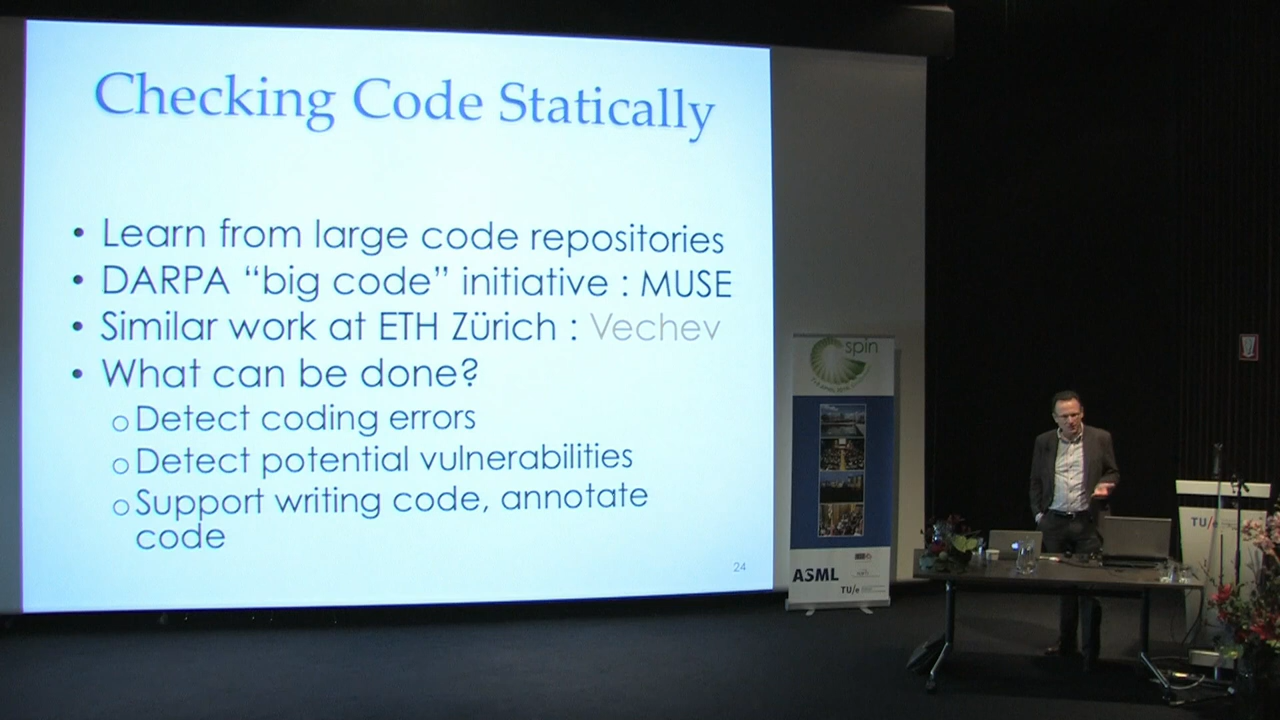 Checking Code Statically
• Learn from large code repositories
• DARPA “big code” initiative : MUSE
• Similar work at ETH Zürich : Vechev
• What can be done?
o Detect coding errors
o Detect potential vulnerabilities
o Support writing code, annotate
code
24
spin
ASML
TU/e
TU/e